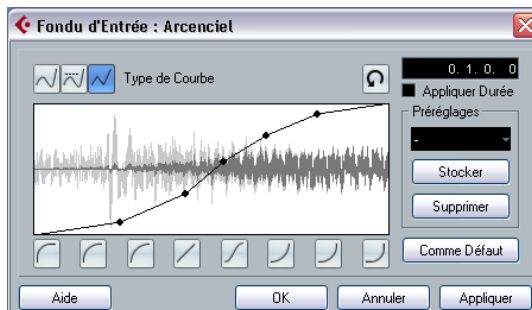 Fondu d'Entrée : Arcenciel
Type de Courbe
0. 1. 0. 0
Appliquer Durée
Préréglages
-
Stocker
Supprimer
Comme Défaut
Aide
OK
Annuler
Appliquer